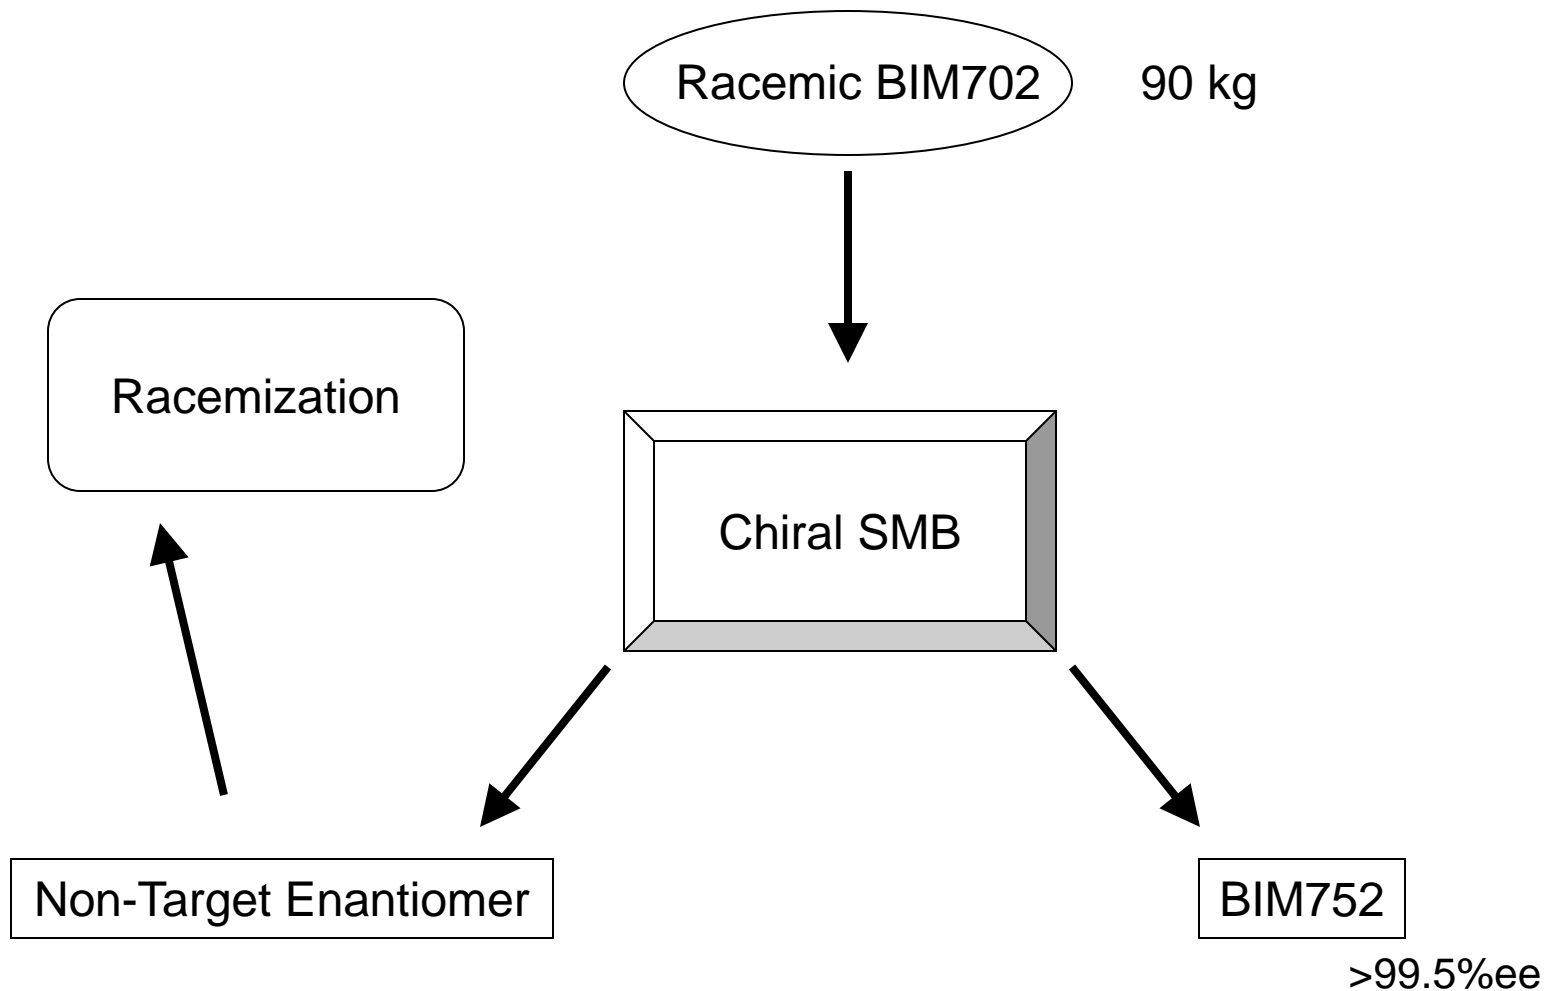 Racemic BIM702
90 kg
Racemization
Chiral SMB
Non-Target Enantiomer
BIM752
>99.5%ee